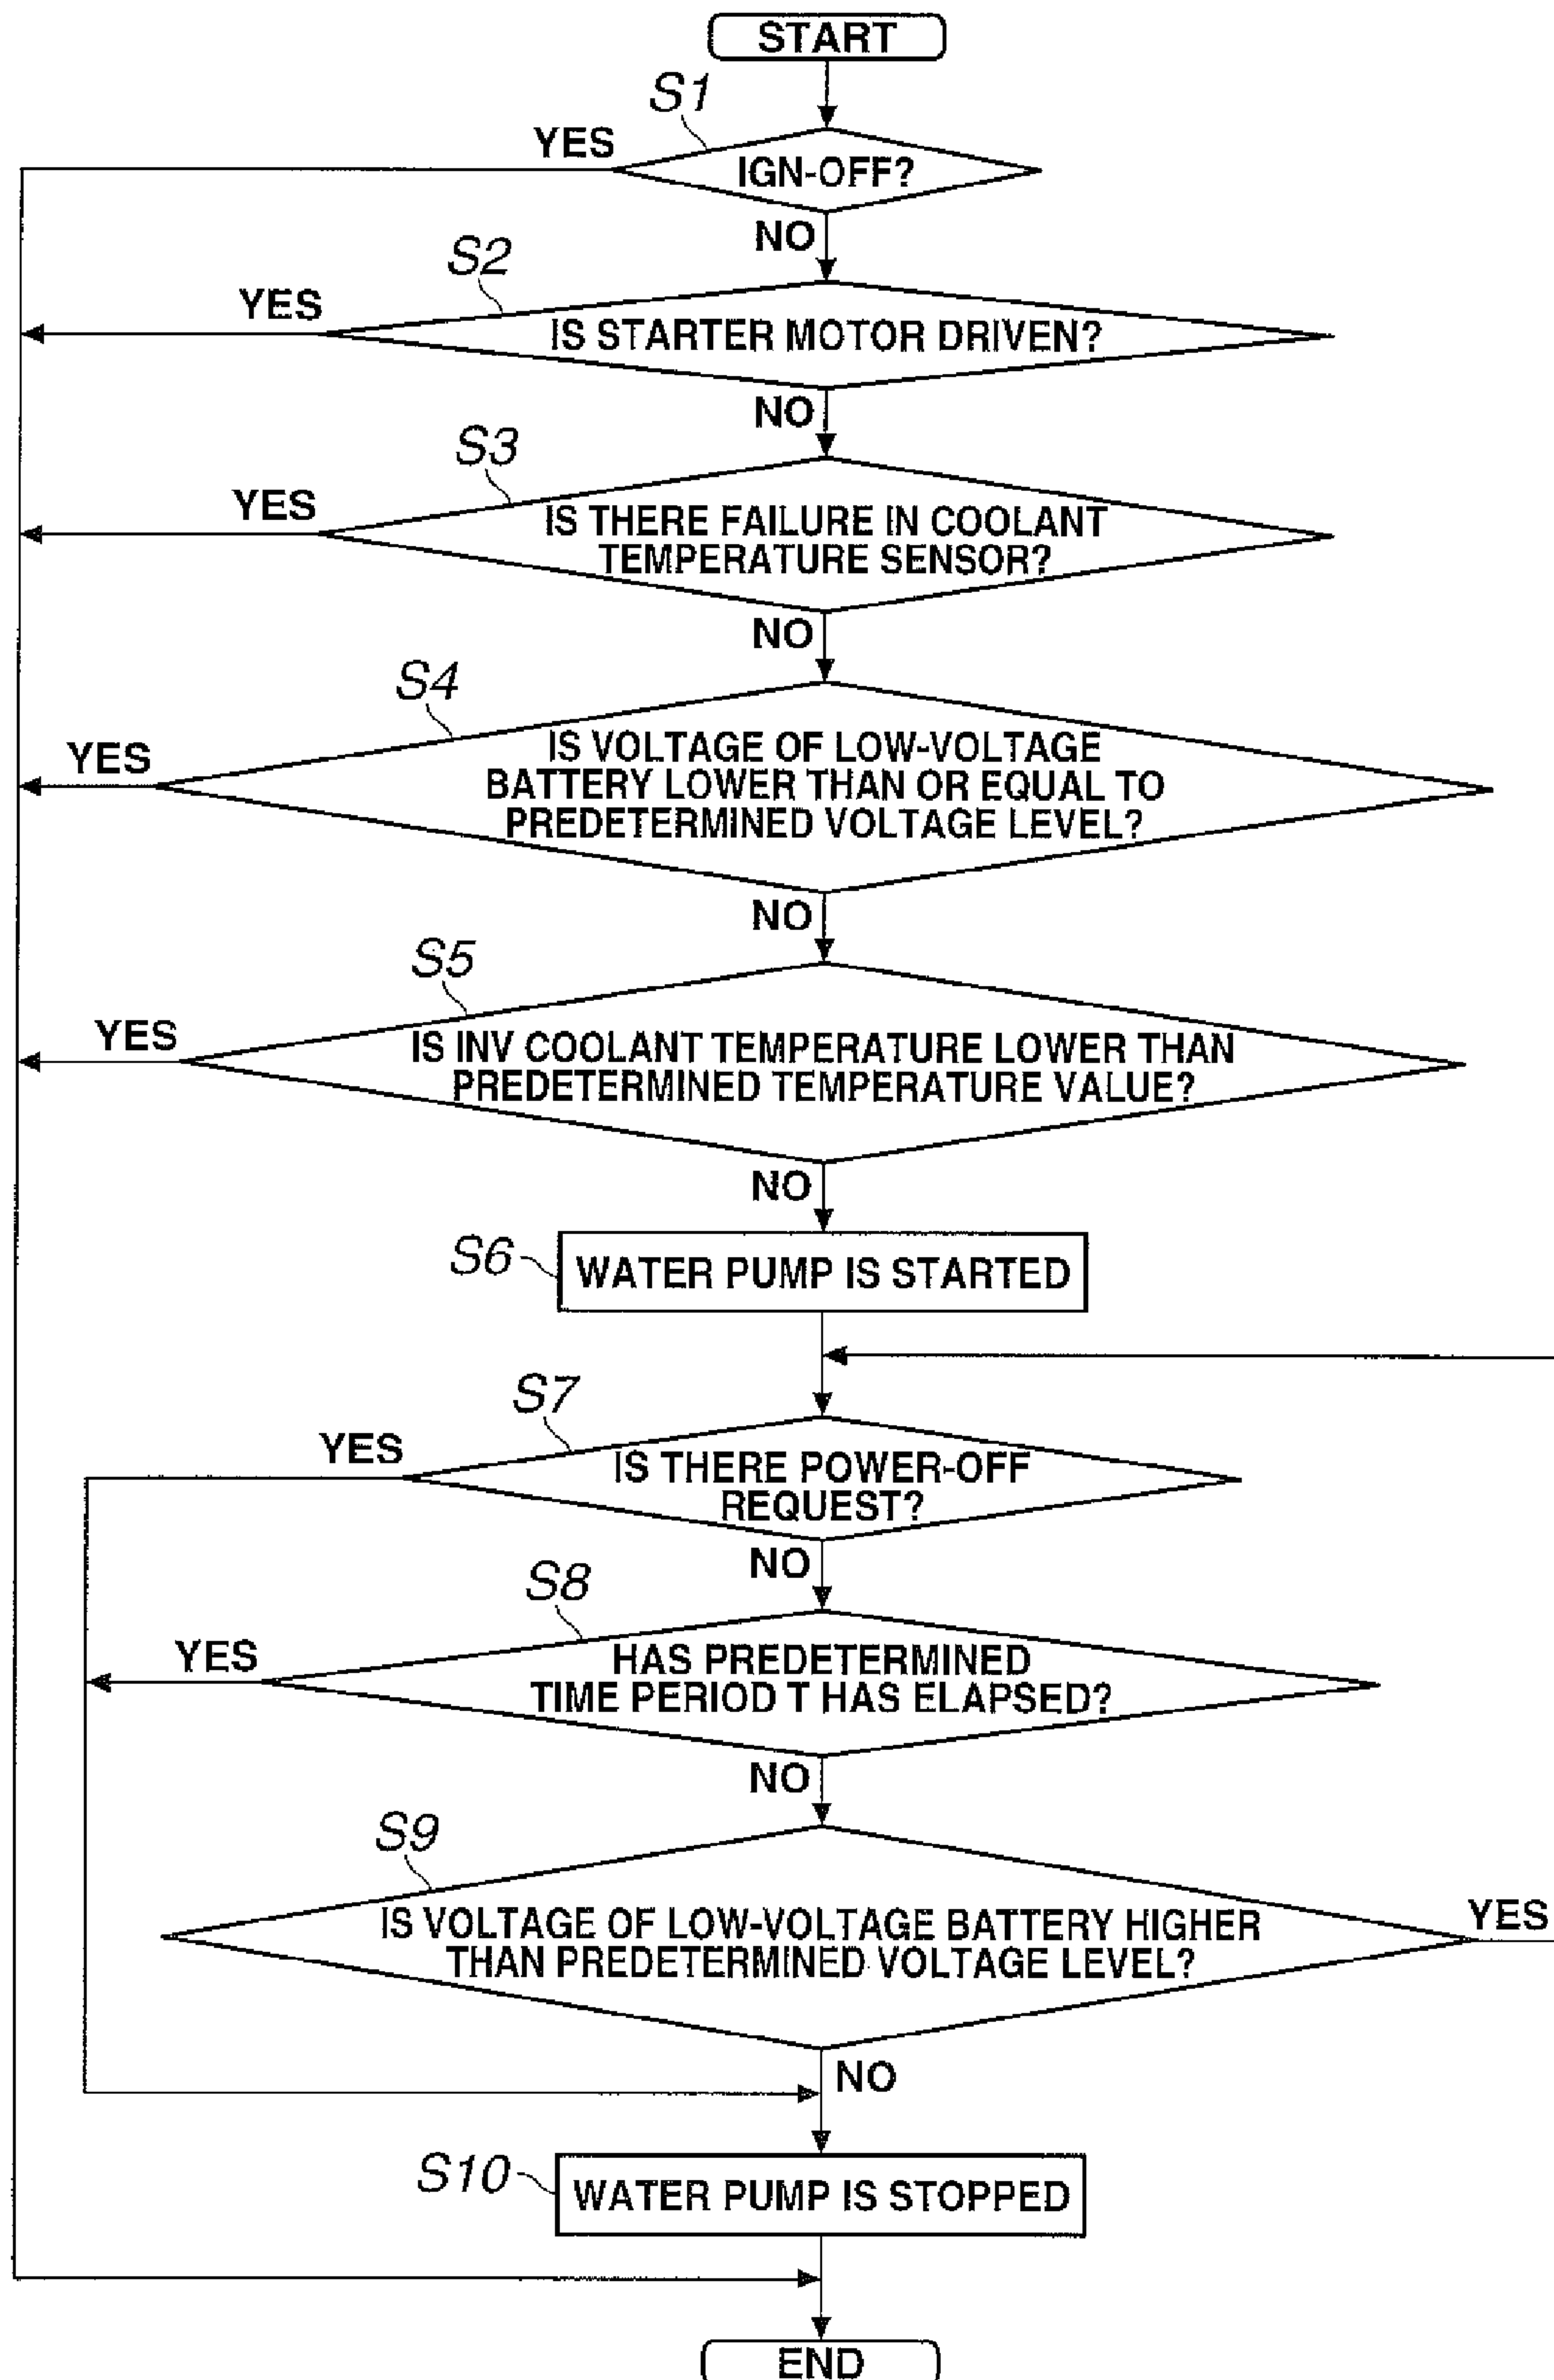 START
S1
YES
IGN-OFF?
NO
S2
YES
IS STARTER MOTOR DRIVEN?
NO
S3
YES
IS THERE FAILURE IN COOLANT
TEMPERATURE SENSOR?
NO
S4
YES
IS VOLTAGE OF LOW-VOLTAGE
BATTERY LOWER THAN OR EQUAL TO
PREDETERMINED VOLTAGE LEVEL?
NO
S5
YES
IS INV COOLANT TEMPERATURE LOWER THAN
PREDETERMINED TEMPERATURE VALUE?
NO
S6
WATER PUMP IS STARTED
S7
YES
IS THERE POWER-OFF
REQUEST?
NO
S8
YES
HAS PREDETERMINED
TIME PERIOD T HAS ELAPSED?
NO
S9
YES
IS VOLTAGE OF LOW-VOLTAGE BATTERY HIGHER
THAN PREDETERMINED VOLTAGE LEVEL?
NO
S10
WATER PUMP IS STOPPED
END